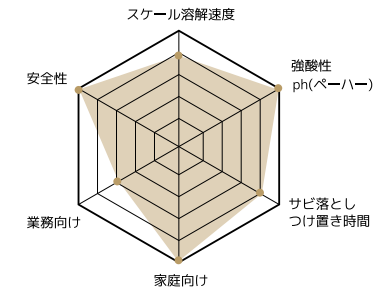 スケール溶解速度
強酸性
ph(ペーハー)
安全性
サビ落とし
つけ置き時間
業務向け
家庭向け